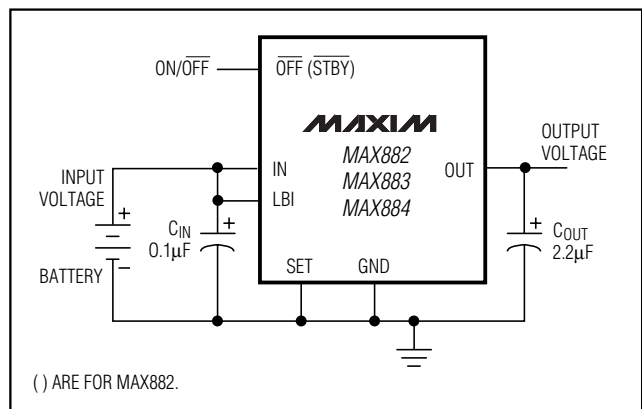 ON/OFF
OFF (STBY)
MAXIM
MAX882
MAX883
MAX884
IN
LBI
OUT
SET
GND
OUTPUT
VOLTAGE
INPUT
VOLTAGE
+
−
BATTERY
+
CIN
0.1µF
+
COUT
2.2µF
( ) ARE FOR MAX882.